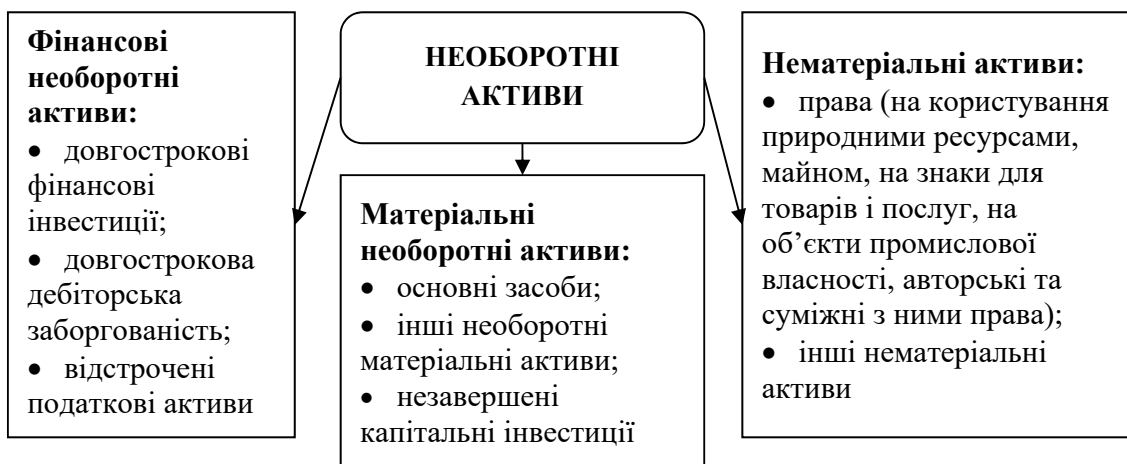 НЕОБОРОТНІ
АКТИВИ
Фінансові
необоротні
активи:
• довгострокові
фінансові
інвестиції;
• довгострокова
дебіторська
заборгованість;
• відстрочені
податкові активи
Матеріальні
необоротні активи:
• основні засоби;
• інші необоротні
матеріальні активи;
• незавершені
капітальні інвестиції
Нематеріальні активи:
• права (на користування
природними ресурсами,
майном, на знаки для
товарів і послуг, на
об’єкти промислової
власності, авторські та
суміжні з ними права);
• інші нематеріальні
активи